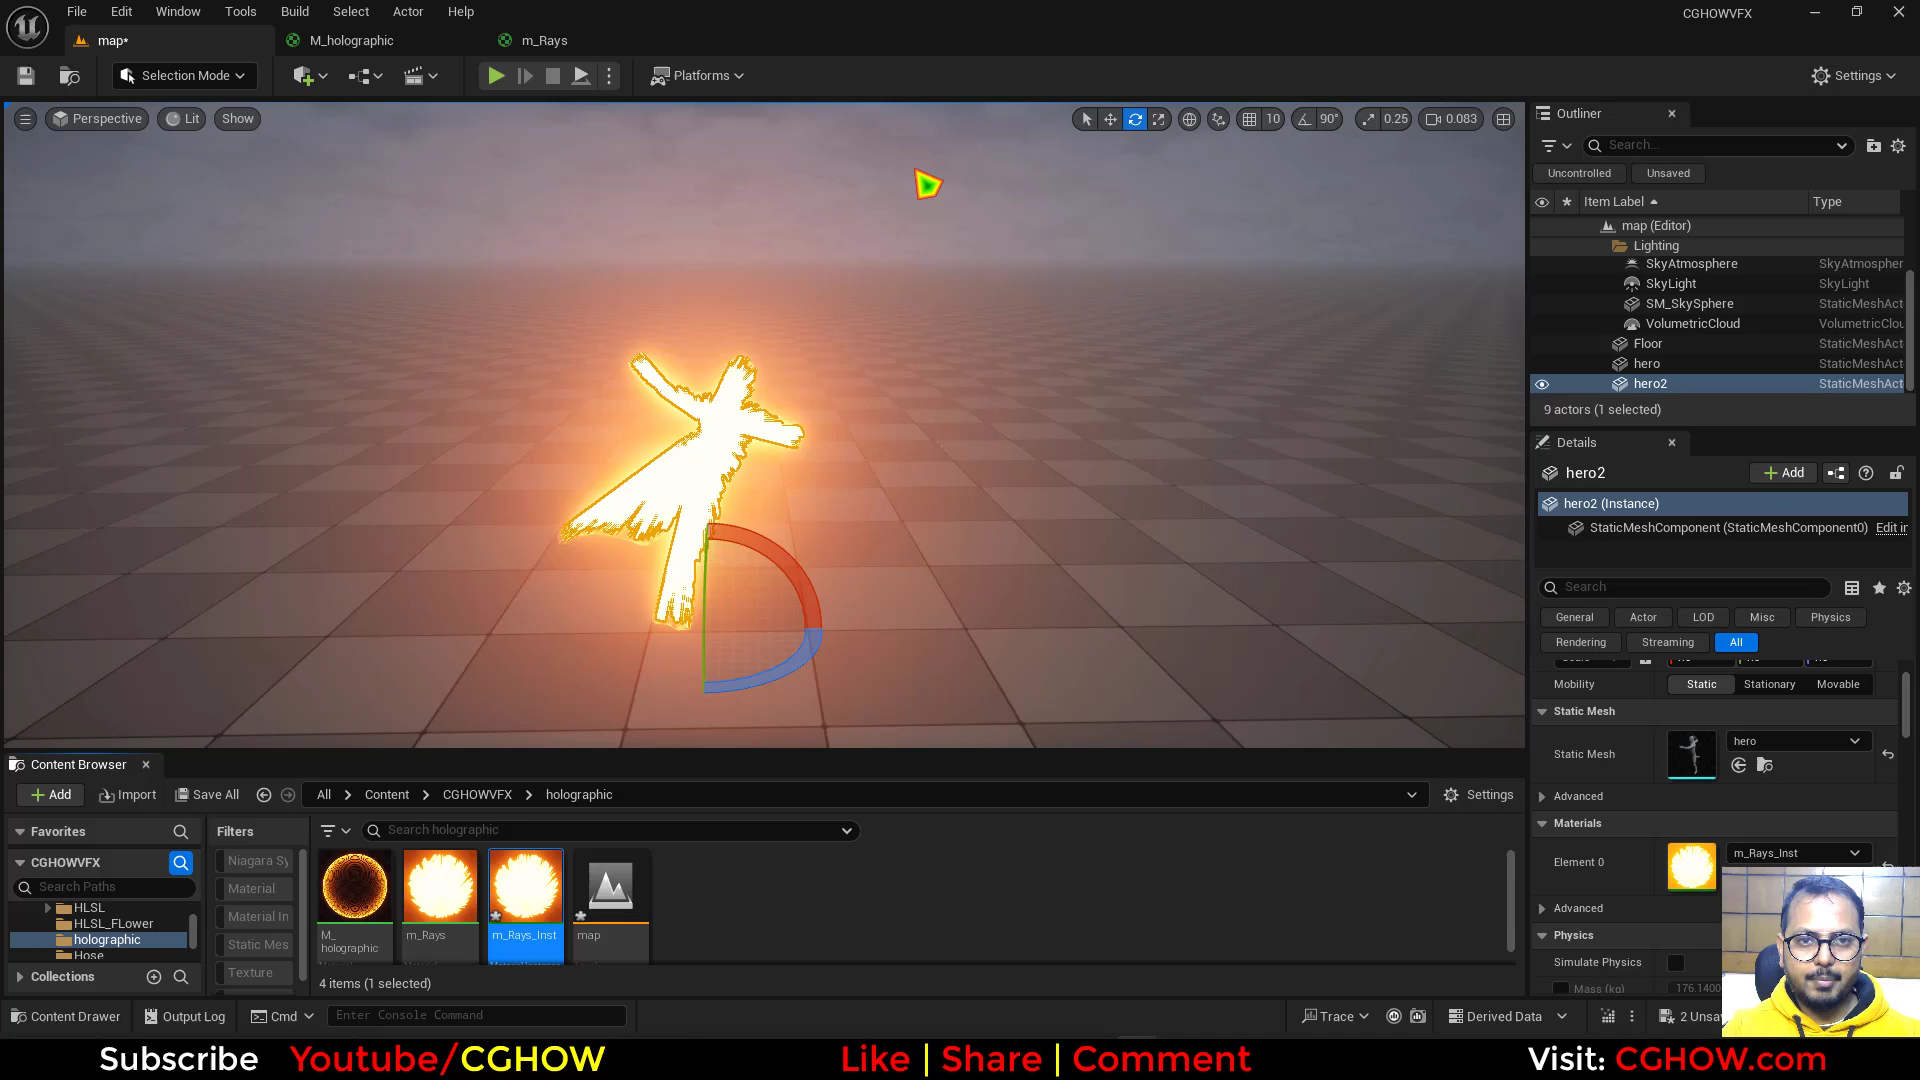 File Edit Window Tools Build Select Actor Help
CGHOWVFX
map*
M_holographic
m_Rays
Selection Mode
Platforms
Settings
Perspective
Lit
Show
10
90°
0.25
0.083
Outliner
Search...
Uncontrolled
Unsaved
Item Label
Type
map (Editor)
Lighting
SkyAtmosphere SkyAtmospher
SkyLight SkyLight
SM_SkySphere StaticMeshAct
VolumetricCloud VolumetricClou
Floor StaticMeshAct
hero StaticMeshAct
hero2 StaticMeshAct
9 actors (1 selected)
Details
hero2
Add
hero2 (Instance)
StaticMeshComponent (StaticMeshComponent0) Edit in
Search
General Actor LOD Misc Physics
Rendering Streaming All
Mobility Static Stationary Movable
Static Mesh
Static Mesh hero
Advanced
Materials
Element 0 m_Rays_Inst
Advanced
Physics
Simulate Physics
Mass (kg) 176.1400
Content Browser
Add Import Save All All Content CGHOWVFX holographic Settings
Favorites
CGHOWVFX
Search Paths
HLSL
HLSL_FLower
holographic
Hose
Collections
Filters
Niagara Sy
Material
Material In
Static Mes
Texture
Search holographic
M_
holographic
m_Rays
m_Rays_Inst
map
4 items (1 selected)
Content Drawer Output Log Cmd Enter Console Command Trace Derived Data 2 Unsa
Subscribe Youtube/CGHOW Like | Share | Comment Visit: CGHOW.com